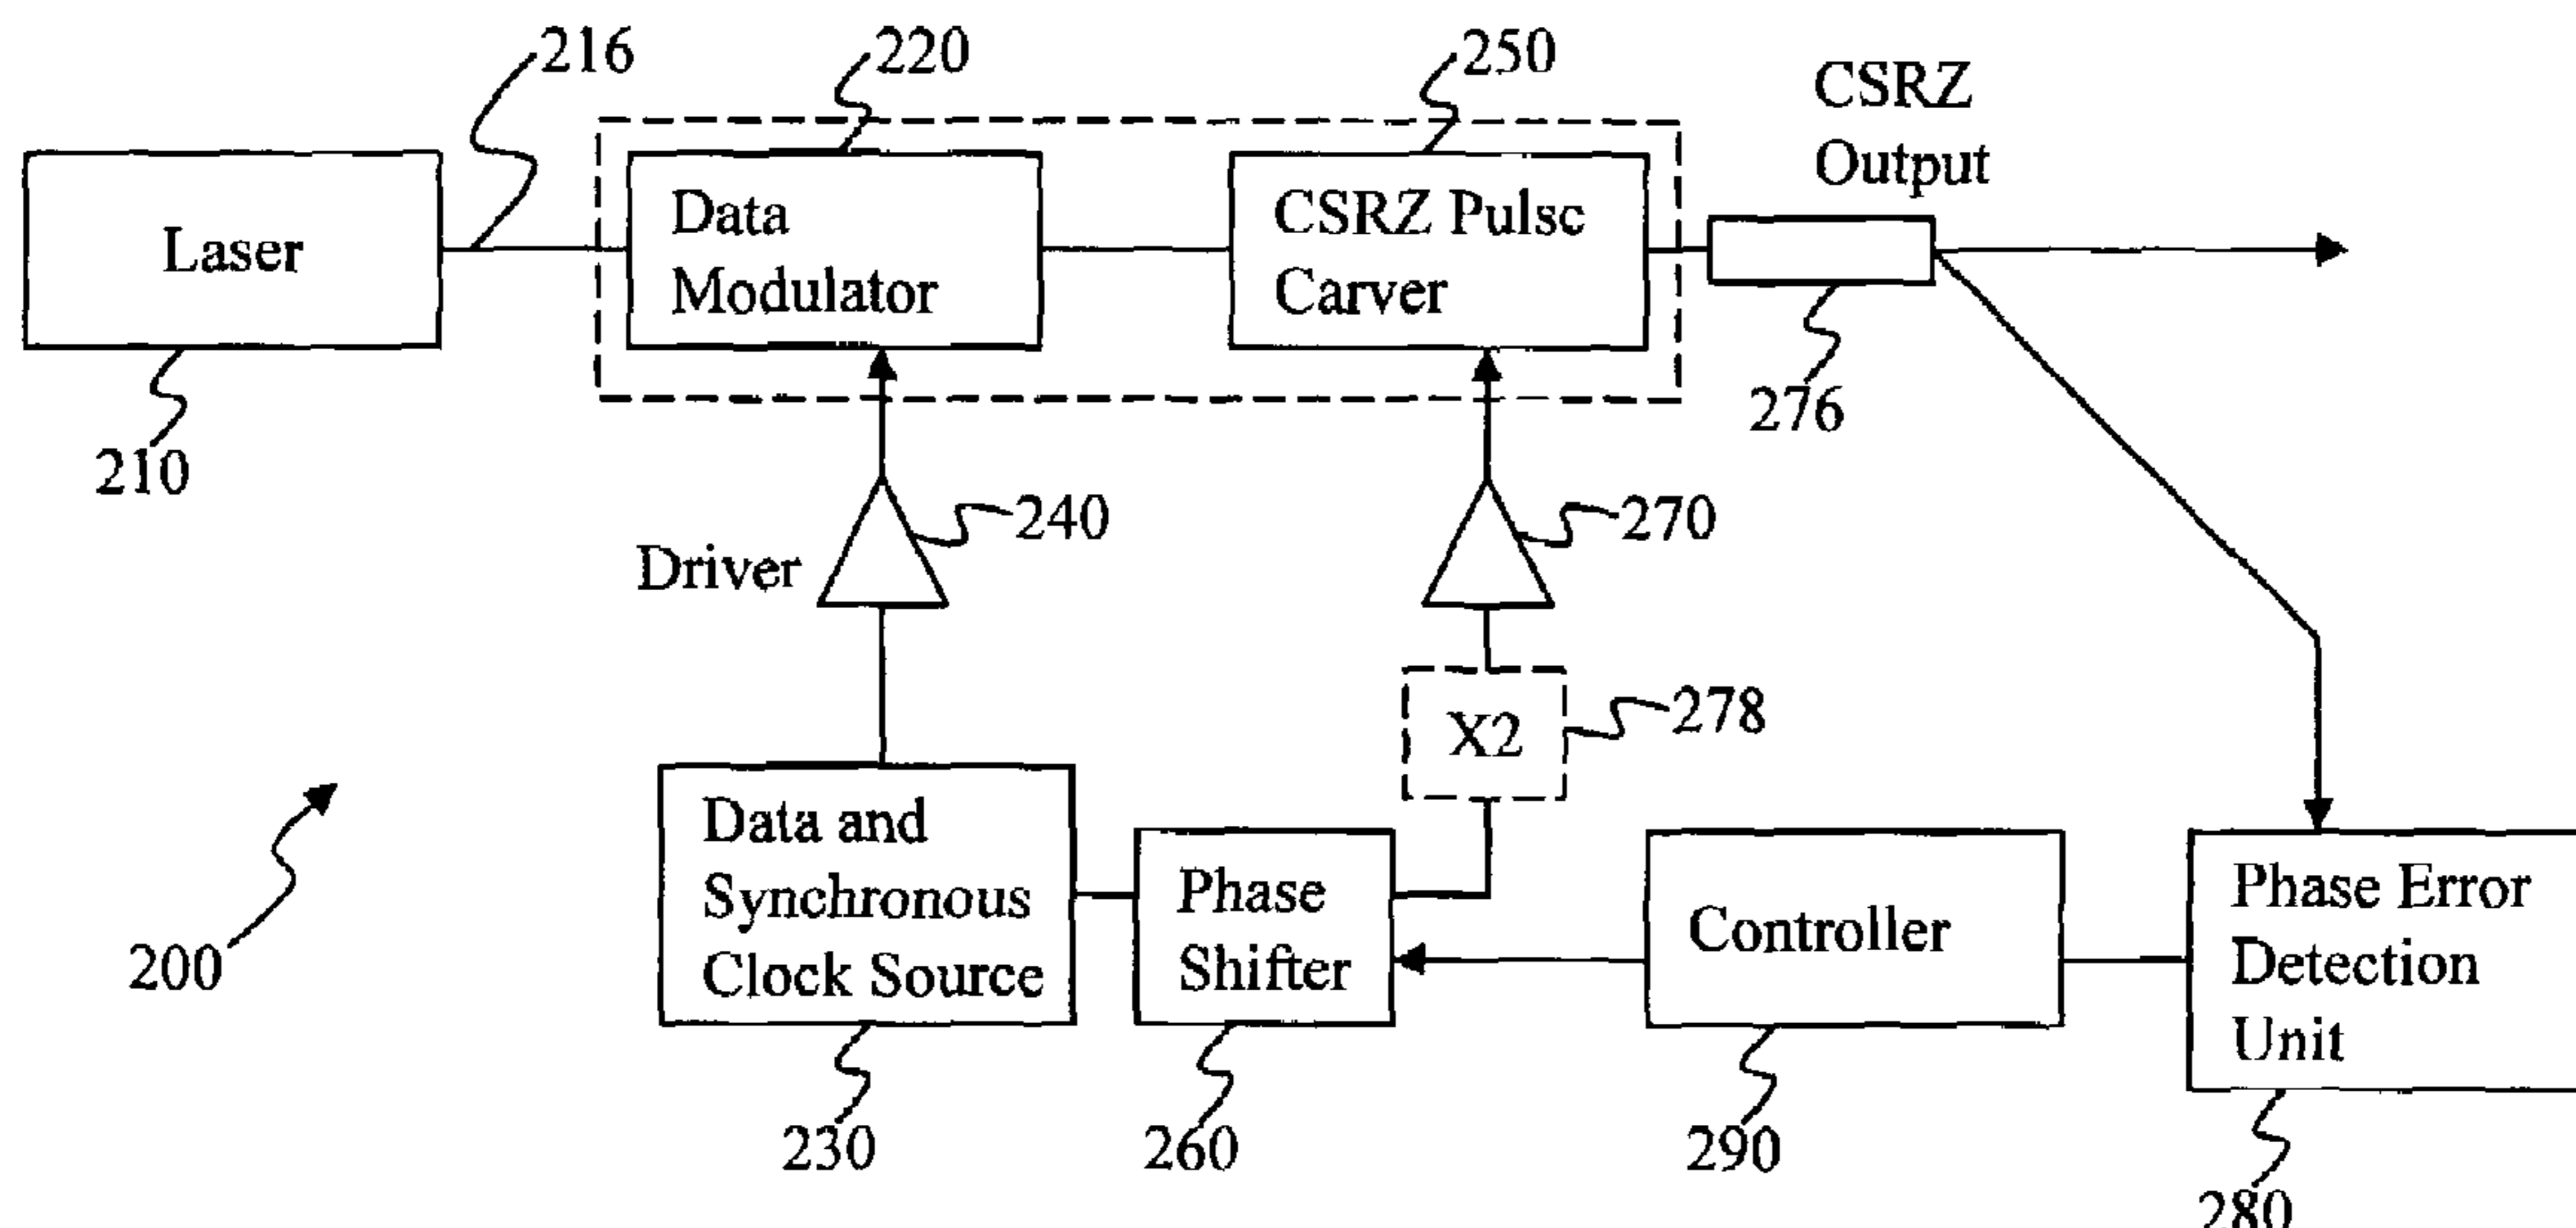 216
220
250
CSRZ
Output
Laser
Data
Modulator
CSRZ Pulse
Carver
276
210
Driver
240
270
X2
278
200
Data and
Synchronous
Clock Source
Phase
Shifter
Controller
Phase Error
Detection
Unit
230
260
290
280